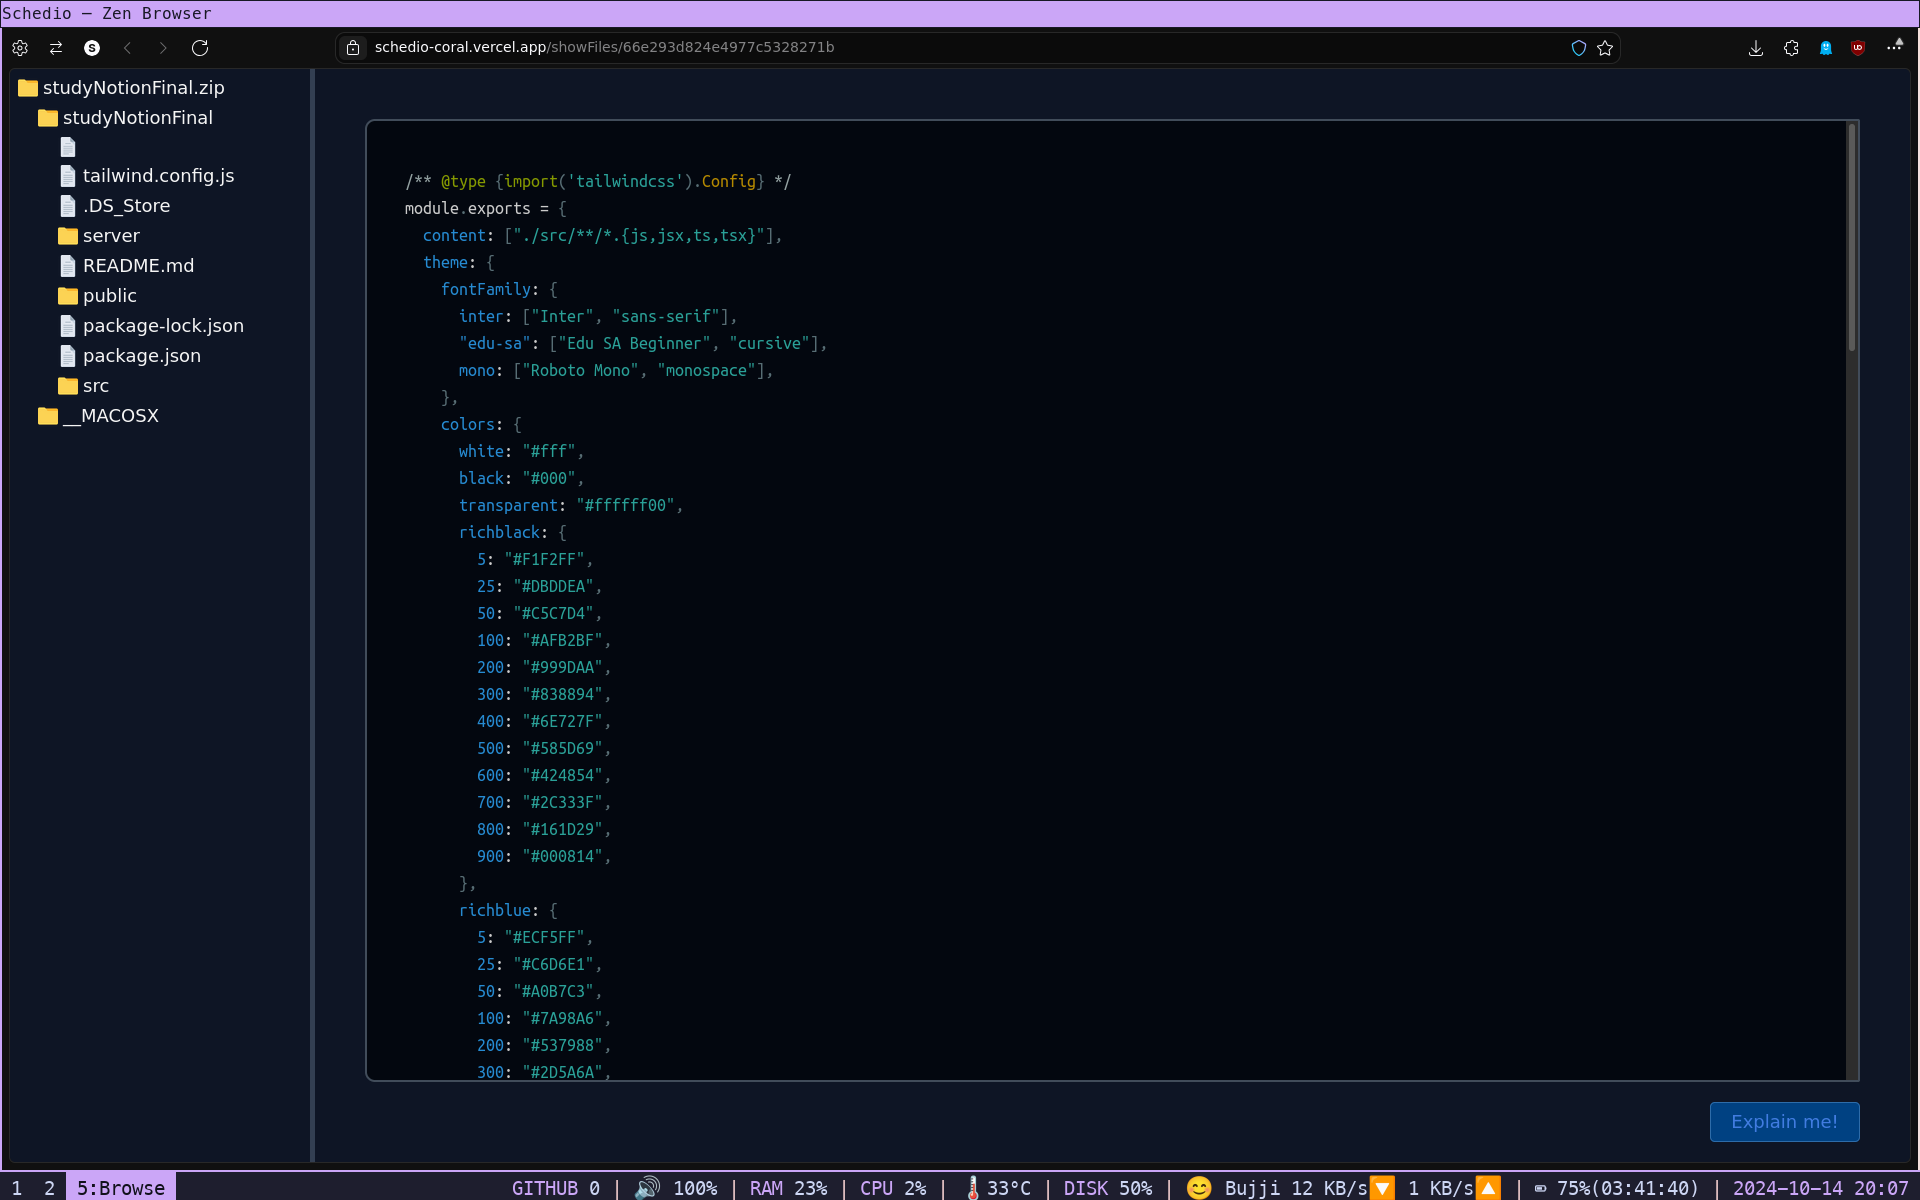 Schedio — Zen Browser
S
schedio-coral.vercel.app/showFiles/66e293d824e4977c5328271b
studyNotionFinal.zip
studyNotionFinal
tailwind.config.js
.DS_Store
server
README.md
public
package-lock.json
package.json
src
__MACOSX
/** @type {import('tailwindcss').Config} */
module.exports = {
  content: ["./src/**/*.{js,jsx,ts,tsx}"],
  theme: {
    fontFamily: {
      inter: ["Inter", "sans-serif"],
      "edu-sa": ["Edu SA Beginner", "cursive"],
      mono: ["Roboto Mono", "monospace"],
    },
    colors: {
      white: "#fff",
      black: "#000",
      transparent: "#ffffff00",
      richblack: {
        5: "#F1F2FF",
        25: "#DBDDEA",
        50: "#C5C7D4",
        100: "#AFB2BF",
        200: "#999DAA",
        300: "#838894",
        400: "#6E727F",
        500: "#585D69",
        600: "#424854",
        700: "#2C333F",
        800: "#161D29",
        900: "#000814",
      },
      richblue: {
        5: "#ECF5FF",
        25: "#C6D6E1",
        50: "#A0B7C3",
        100: "#7A98A6",
        200: "#537988",
        300: "#2D5A6A",
Explain me!
1 2 5:Browse GITHUB 0 | 🔊 100% | RAM 23% | CPU 2% | 🌡️33°C | DISK 50% | 😊 Bujji 12 KB/s🔽 1 KB/s🔼 | 75%(03:41:40) | 2024-10-14 20:07